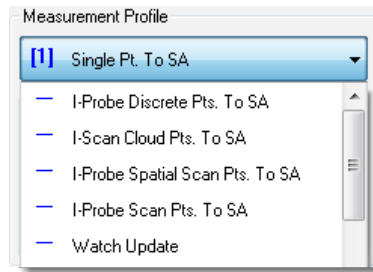 Measurement Profile
[1] Single Pt. To SA
— I-Probe Discrete Pts. To SA
— I-Scan Cloud Pts. To SA
— I-Probe Spatial Scan Pts. To SA
— I-Probe Scan Pts. To SA
— Watch Update